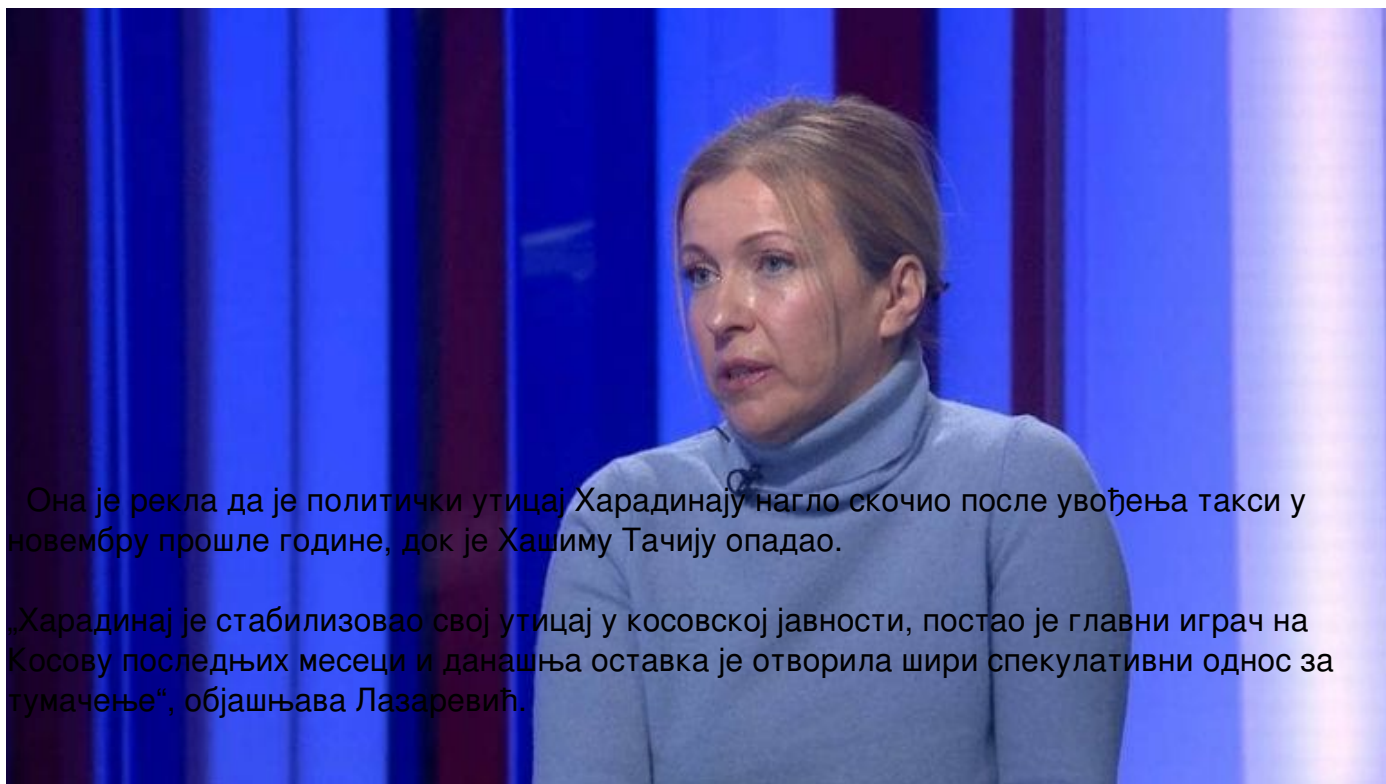 Она је рекла да је политички утицај Харадинају нагло скочио после увођења такси у
новембру прошле године, док је Хашиму Тачију опадао.
„Харадинај је стабилизовао свој утицај у косовској јавности, постао је главни играч на
Косову последњих месеци и данашња оставка је отворила шири спекулативни однос за
тумачење“, објашњава Лазаревић.